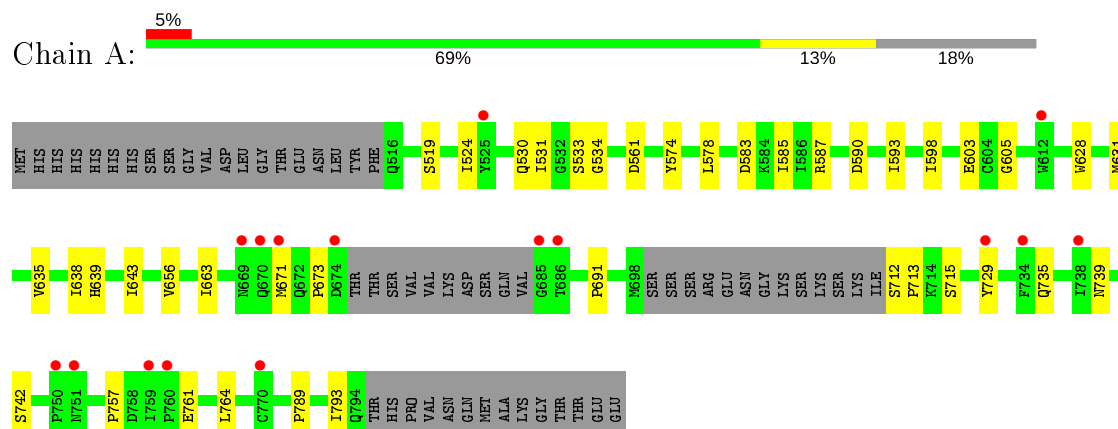 5%
Chain A:
69% 13% 18%
MET HIS HIS HIS HIS HIS HIS SER SER GLY VAL ASP LEU GLY THR GLU ASN LEU TYR PHE Q516 S519 I524 Y525 Q530 I531 G532 S533 G534 D561 Y574 L578 D583 K584 I585 I586 R587 D590 I593 I598 E603 C604 G605 W612 W628 M631
V635 I638 H639 I643 V656 I663 N669 Q670 M671 Q672 P673 D674 THR THR SER VAL VAL LYS ASP SER GLN VAL G685 T686 P691 M698 SER SER SER ARG GLU ASN GLY LYS SER LYS SER LYS ILE S712 P713 K714 S715 Y729 F734 Q735 I738 N739
S742 P750 N751 P757 D758 I759 P760 E761 L764 C770 P789 I793 Q794 THR HIS PRO VAL ASN GLN MET ALA LYS GLY THR THR GLU GLU